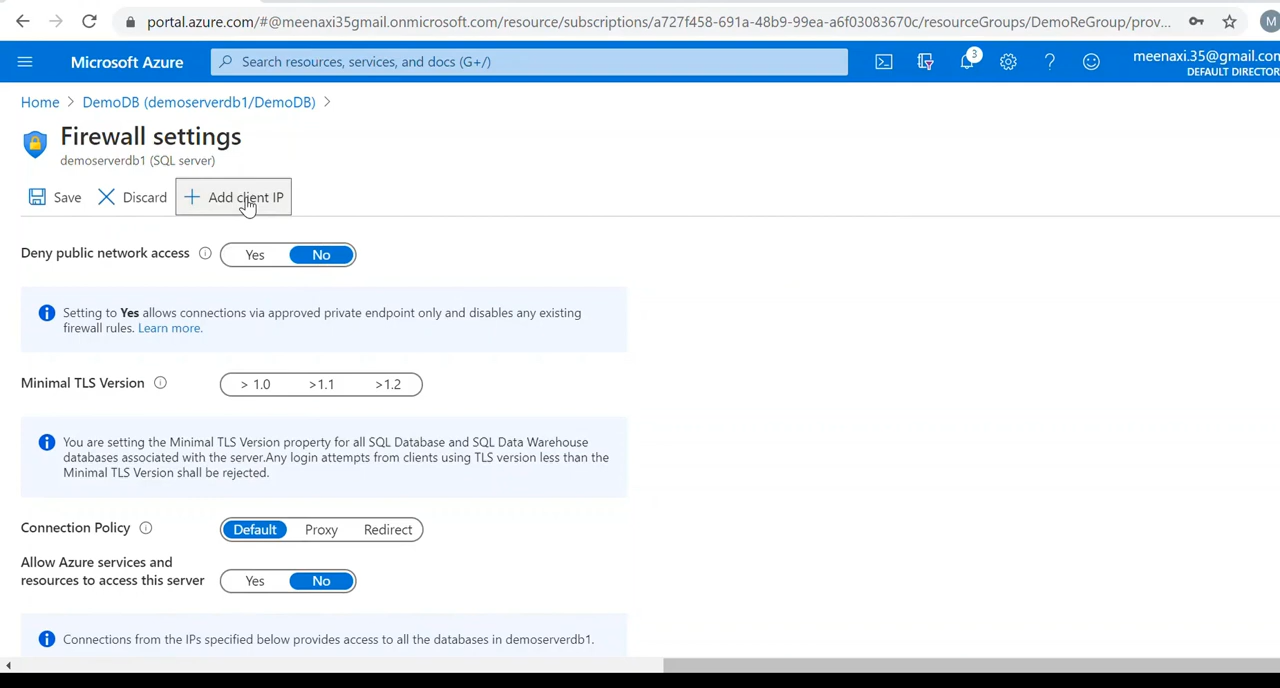 portal.azure.com/#@meenaxi35gmail.onmicrosoft.com/resource/subscriptions/a727f458-691a-48b9-99ea-a6f03083670c/resourceGroups/DemoReGroup/prov...
M
Microsoft Azure
Search resources, services, and docs (G+/)
3
meenaxi.35@gmail.con
DEFAULT DIRECTOR
Home > DemoDB (demoserverdb1/DemoDB) >
Firewall settings
demoserverdb1 (SQL server)
Save
Discard
Add client IP
Deny public network access
Yes
No
Setting to Yes allows connections via approved private endpoint only and disables any existing
firewall rules. Learn more.
Minimal TLS Version
> 1.0
>1.1
>1.2
You are setting the Minimal TLS Version property for all SQL Database and SQL Data Warehouse
databases associated with the server.Any login attempts from clients using TLS version less than the
Minimal TLS Version shall be rejected.
Connection Policy
Default
Proxy
Redirect
Allow Azure services and
resources to access this server
Yes
No
Connections from the IPs specified below provides access to all the databases in demoserverdb1.